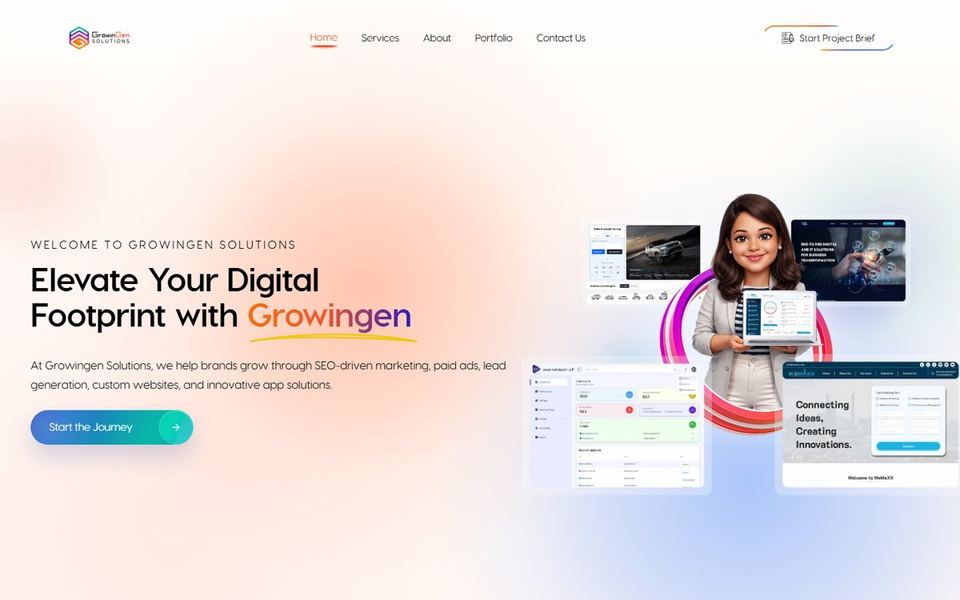 GrowinGen
SOLUTIONS
Home
Services
About
Portfolio
Contact Us
Start Project Brief
WELCOME TO GROWINGEN SOLUTIONS
Elevate Your Digital
Footprint with Growingen
At Growingen Solutions, we help brands grow through SEO-driven marketing, paid ads, lead
generation, custom websites, and innovative app solutions.
Start the Journey
END TO END DIGITAL
AND IT SOLUTIONS
FOR BUSINESS
TRANSFORMATION
WEMAXX
Connecting
Ideas,
Creating
Innovations.
Welcome to WeMaXX